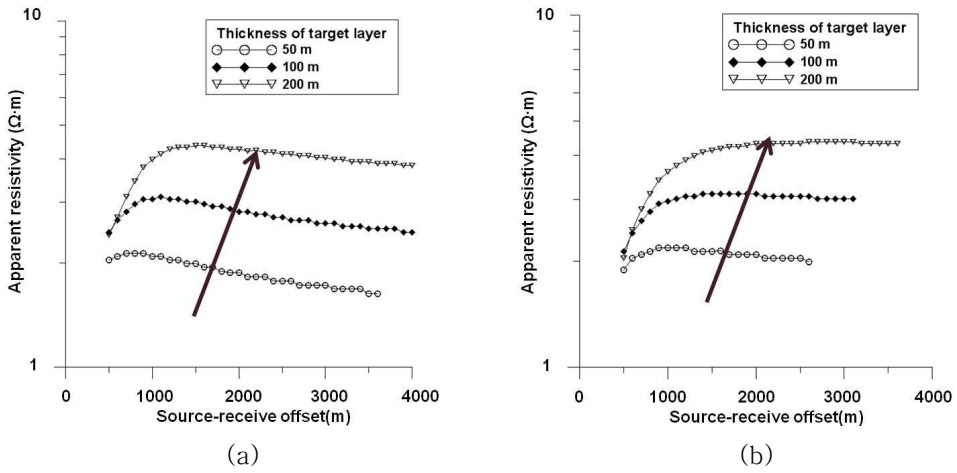 10
Thickness of target layer
50 m
100 m
200 m
Apparent resistivity (Ω·m)
1
0
1000
2000
3000
4000
Source-receive offset(m)
(a)
10
Thickness of target layer
50 m
100 m
200 m
Apparent resistivity (Ω·m)
1
0
1000
2000
3000
4000
Source-receive offset(m)
(b)